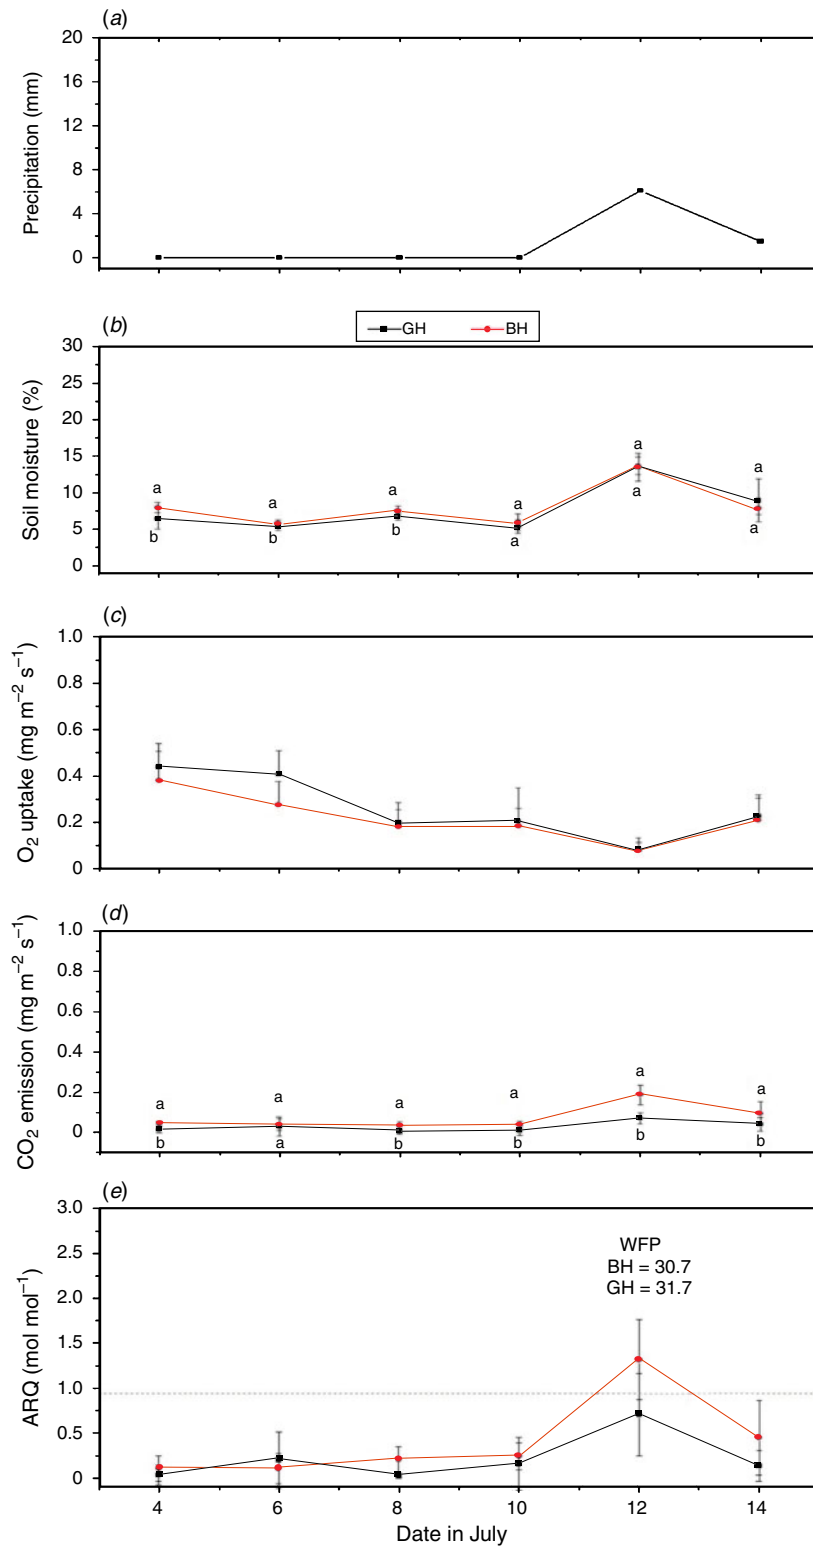 (a)
20
16
12
8
4
0
Precipitation (mm)
(b)
GH BH
30
25
20
15
10
5
0
Soil moisture (%)
a a a a a a
b b b a a a
(c)
1.0
0.8
0.6
0.4
0.2
0
O2 uptake (mg m−2 s−1)
(d)
1.0
0.8
0.6
0.4
0.2
0
CO2 emission (mg m−2 s−1)
a a a a a a
b a b b b b
(e)
3.0
2.5
2.0
1.5
1.0
0.5
0
ARQ (mol mol−1)
WFP
BH = 30.7
GH = 31.7
4 6 8 10 12 14
Date in July